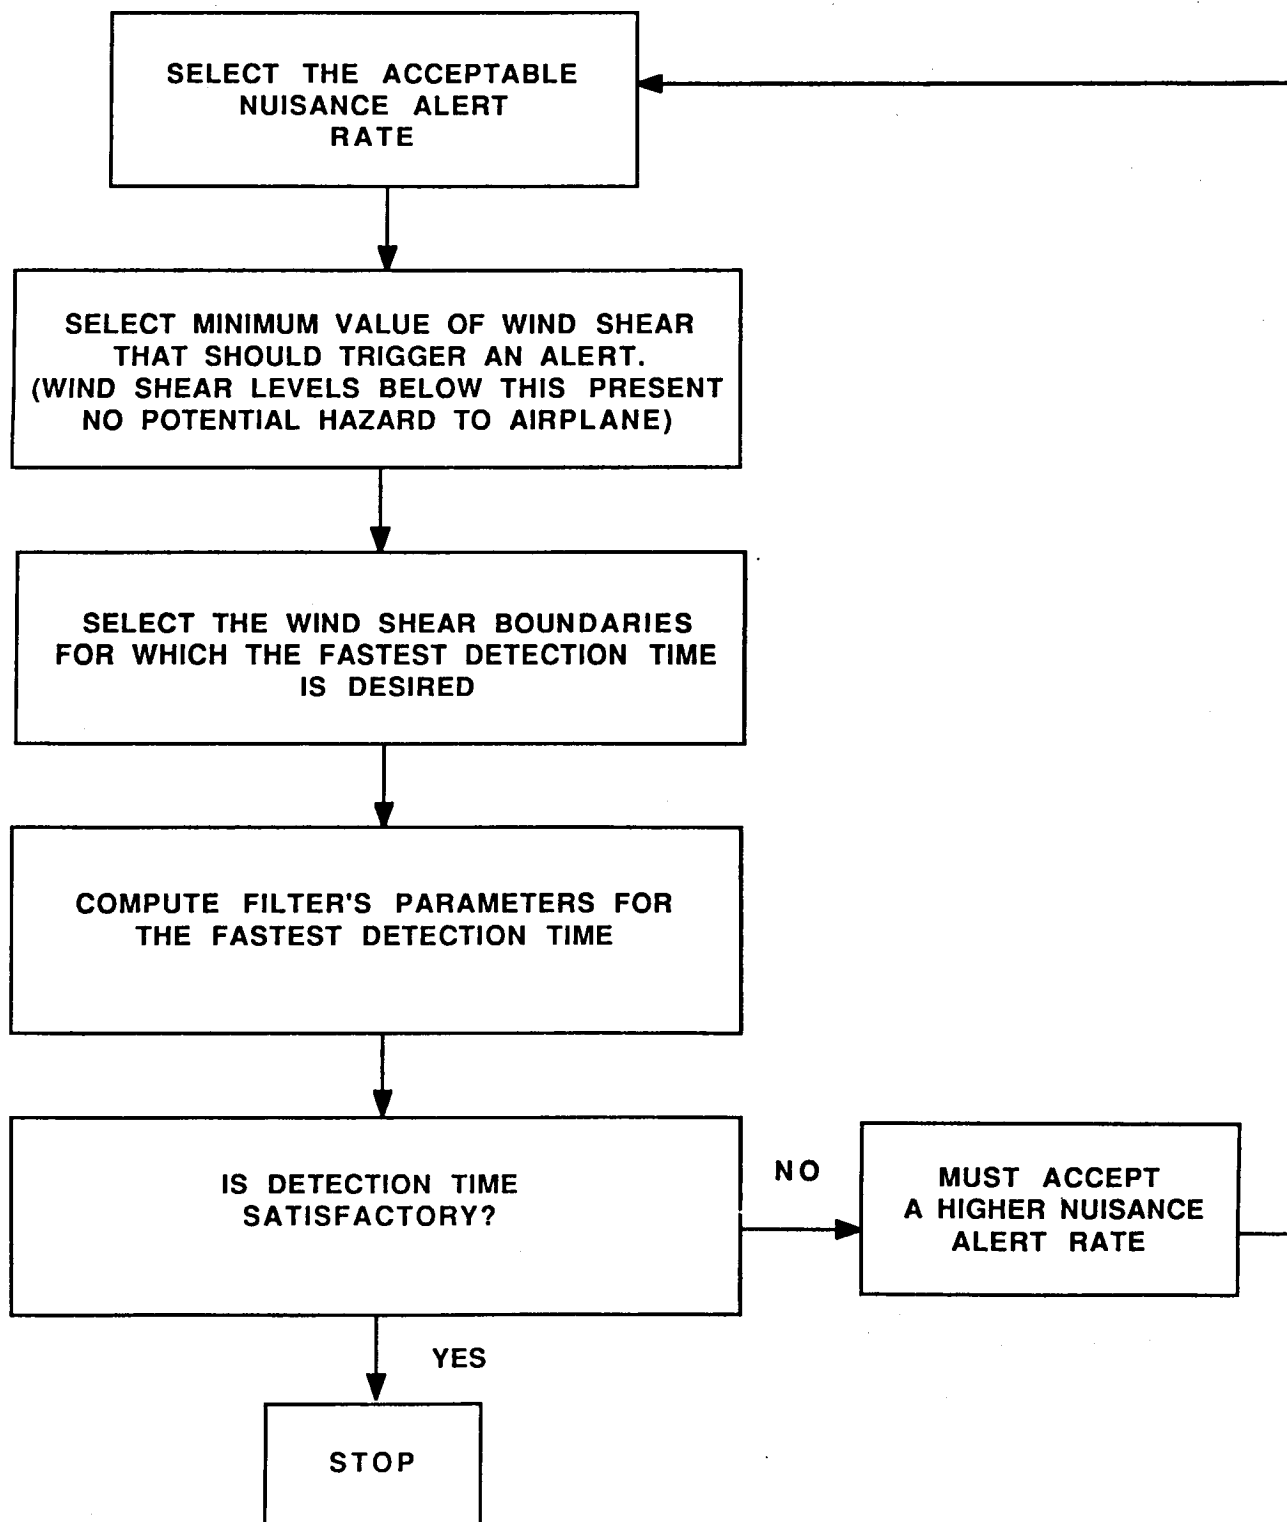 SELECT THE ACCEPTABLE
NUISANCE ALERT
RATE
SELECT MINIMUM VALUE OF WIND SHEAR
THAT SHOULD TRIGGER AN ALERT.
(WIND SHEAR LEVELS BELOW THIS PRESENT
NO POTENTIAL HAZARD TO AIRPLANE)
SELECT THE WIND SHEAR BOUNDARIES
FOR WHICH THE FASTEST DETECTION TIME
IS DESIRED
COMPUTE FILTER'S PARAMETERS FOR
THE FASTEST DETECTION TIME
IS DETECTION TIME
SATISFACTORY?
NO
MUST ACCEPT
A HIGHER NUISANCE
ALERT RATE
YES
STOP